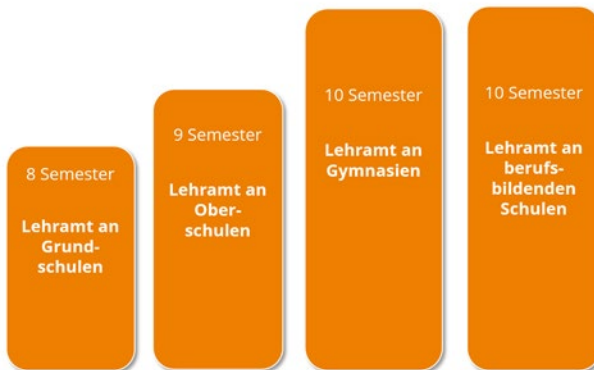 8 Semester
Lehramt an
Grund-
schulen
9 Semester
Lehramt an
Ober-
schulen
10 Semester
Lehramt an
Gymnasien
10 Semester
Lehramt an
berufs-
bildenden
Schulen